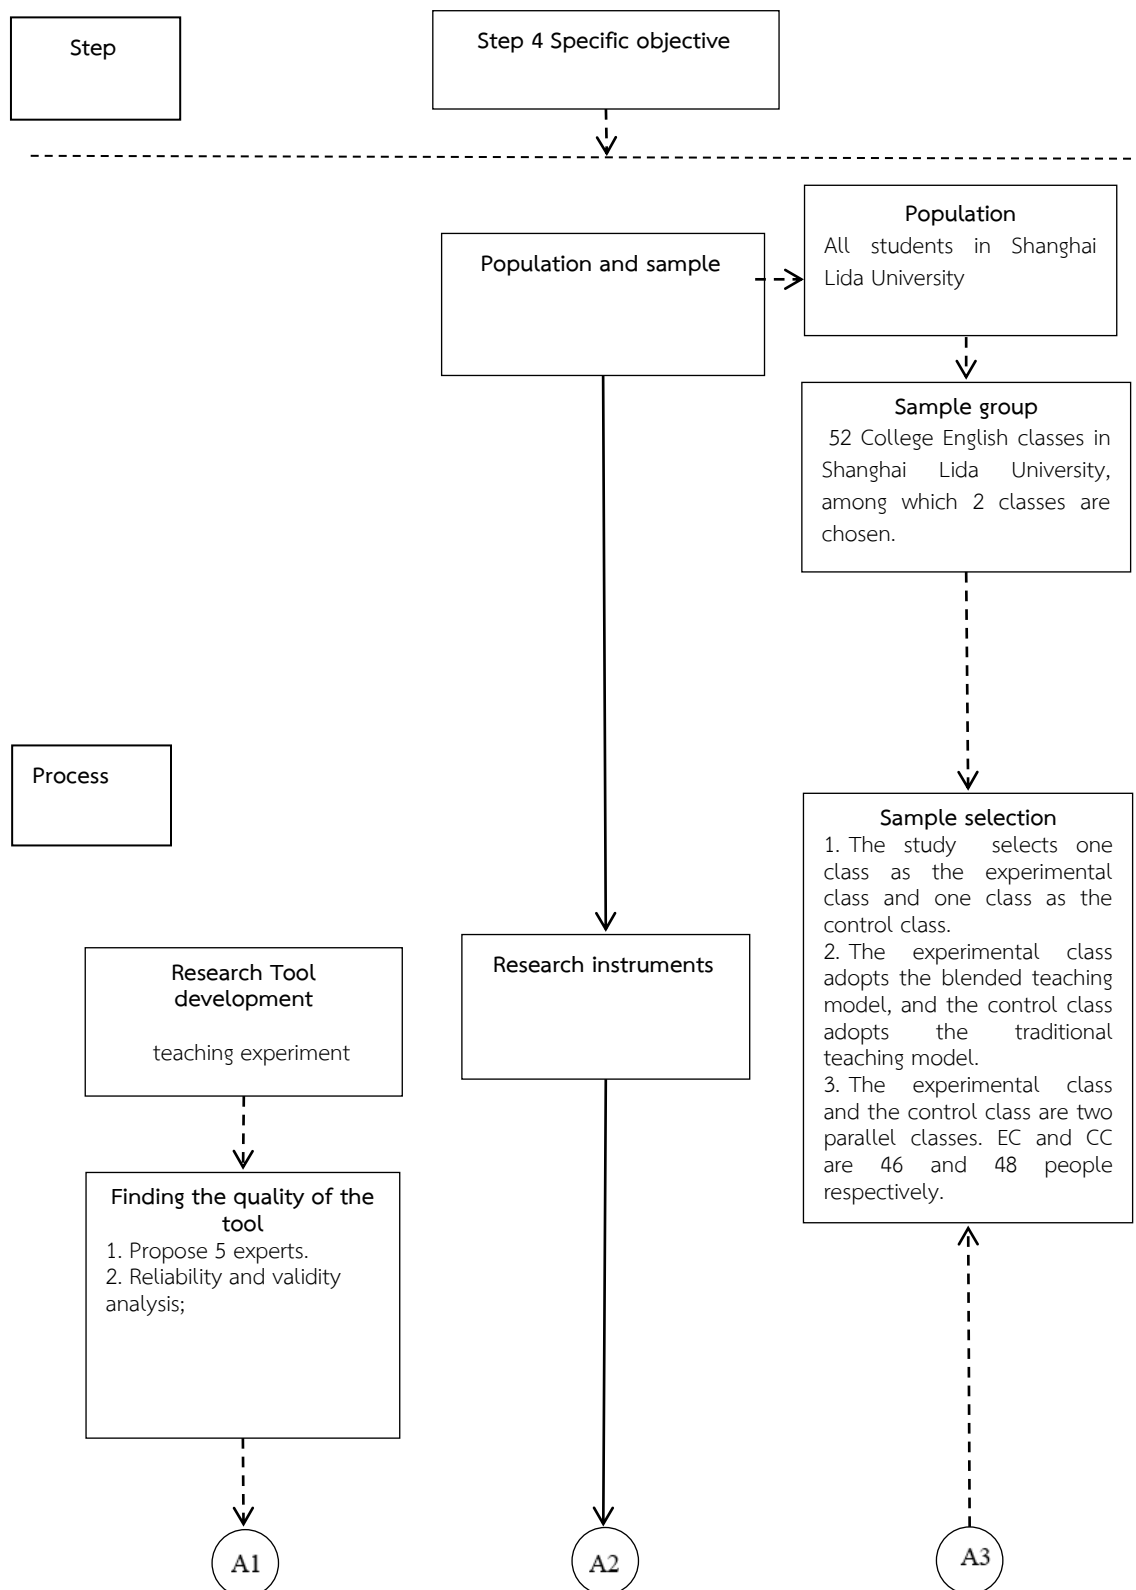 Step
Step 4 Specific objective
Population
All students in Shanghai
Lida University
Population and sample
Sample group
52 College English classes in
Shanghai Lida University,
among which 2 classes are
chosen.
Process
Sample selection
1. The study selects one
class as the experimental
class and one class as the
control class.
2. The experimental class
adopts the blended teaching
model, and the control class
adopts the traditional
teaching model.
3. The experimental class
and the control class are two
parallel classes. EC and CC
are 46 and 48 people
respectively.
Research Tool
development
teaching experiment
Research instruments
Finding the quality of the
tool
1. Propose 5 experts.
2. Reliability and validity
analysis;
A1
A2
A3